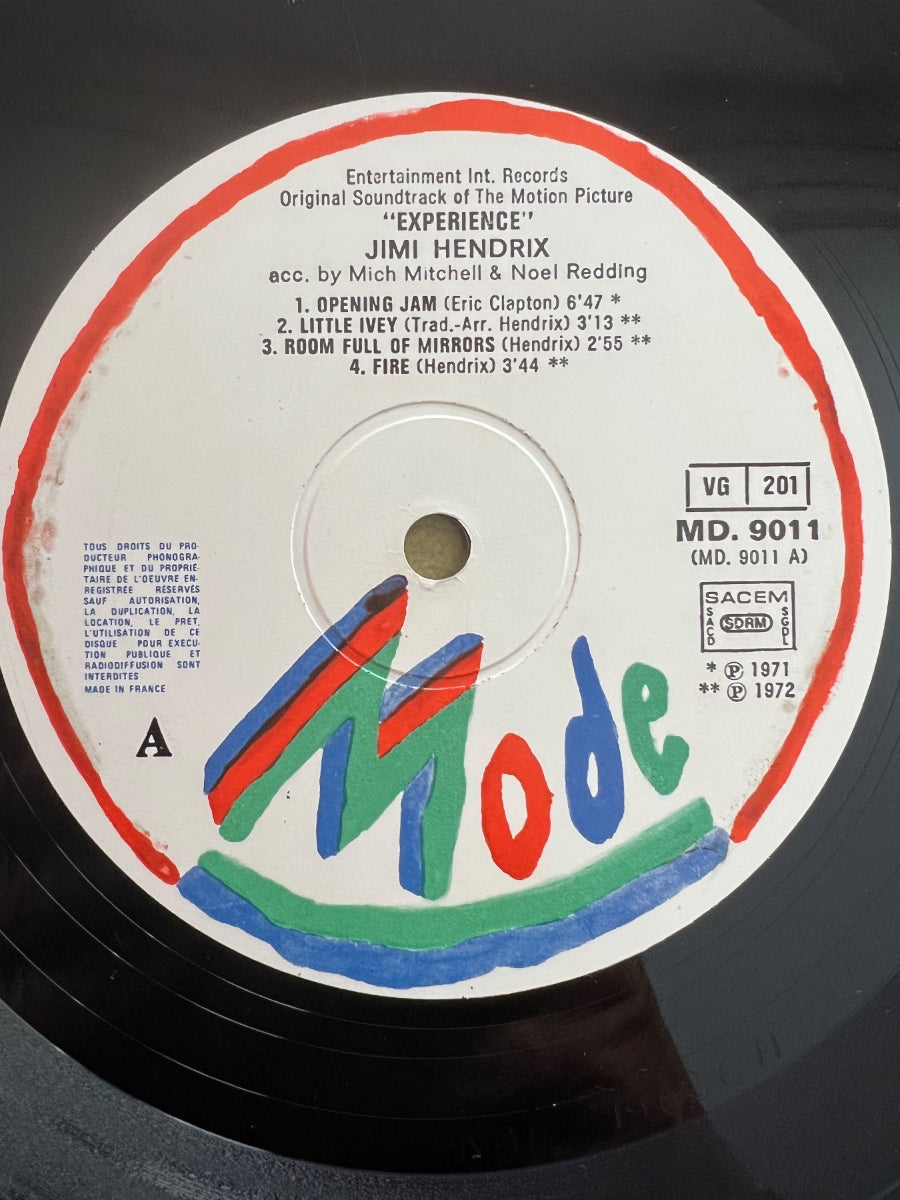 Entertainment Int. Records
Original Soundtrack of The Motion Picture
"EXPERIENCE"
JIMI HENDRIX
acc. by Mich Mitchell & Noel Redding
1. OPENING JAM (Eric Clapton) 6'47 *
2. LITTLE IVEY (Trad.-Arr. Hendrix) 3'13 **
3. ROOM FULL OF MIRRORS (Hendrix) 2'55 **
4. FIRE (Hendrix) 3'44 **
VG 201
MD. 9011
(MD. 9011 A)
SACEM
SACD SDRM SGDL
* Ⓟ 1971
** Ⓟ 1972
TOUS DROITS DU PRO-
DUCTEUR PHONOGRA-
PHIQUE ET DU PROPRIÉ-
TAIRE DE L'OEUVRE EN-
REGISTRÉE RÉSERVÉS
SAUF AUTORISATION,
LA DUPLICATION, LA
LOCATION, LE PRET,
L'UTILISATION DE CE
DISQUE POUR EXECU-
TION PUBLIQUE ET
RADIODIFFUSION SONT
INTERDITES
MADE IN FRANCE
A
Mode